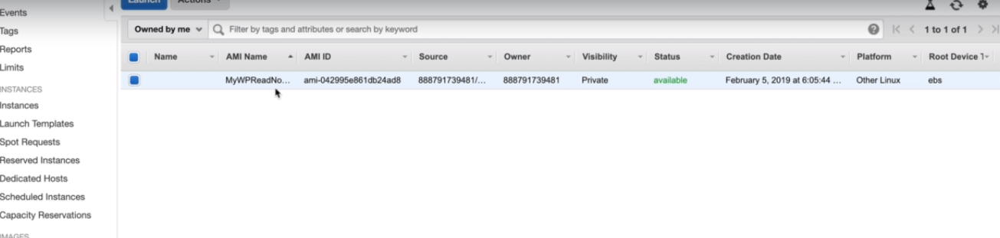 Launch Actions
Events
Owned by me Filter by tags and attributes or search by keyword 1 to 1 of 1
Tags
Reports
Name AMI Name AMI ID Source Owner Visibility Status Creation Date Platform Root Device T
Limits
MyWPReadNo... ami-042995e861db24ad8 888791739481/... 888791739481 Private available February 5, 2019 at 6:05:44 ... Other Linux ebs
INSTANCES
Instances
Launch Templates
Spot Requests
Reserved Instances
Dedicated Hosts
Scheduled Instances
Capacity Reservations
IMAGES